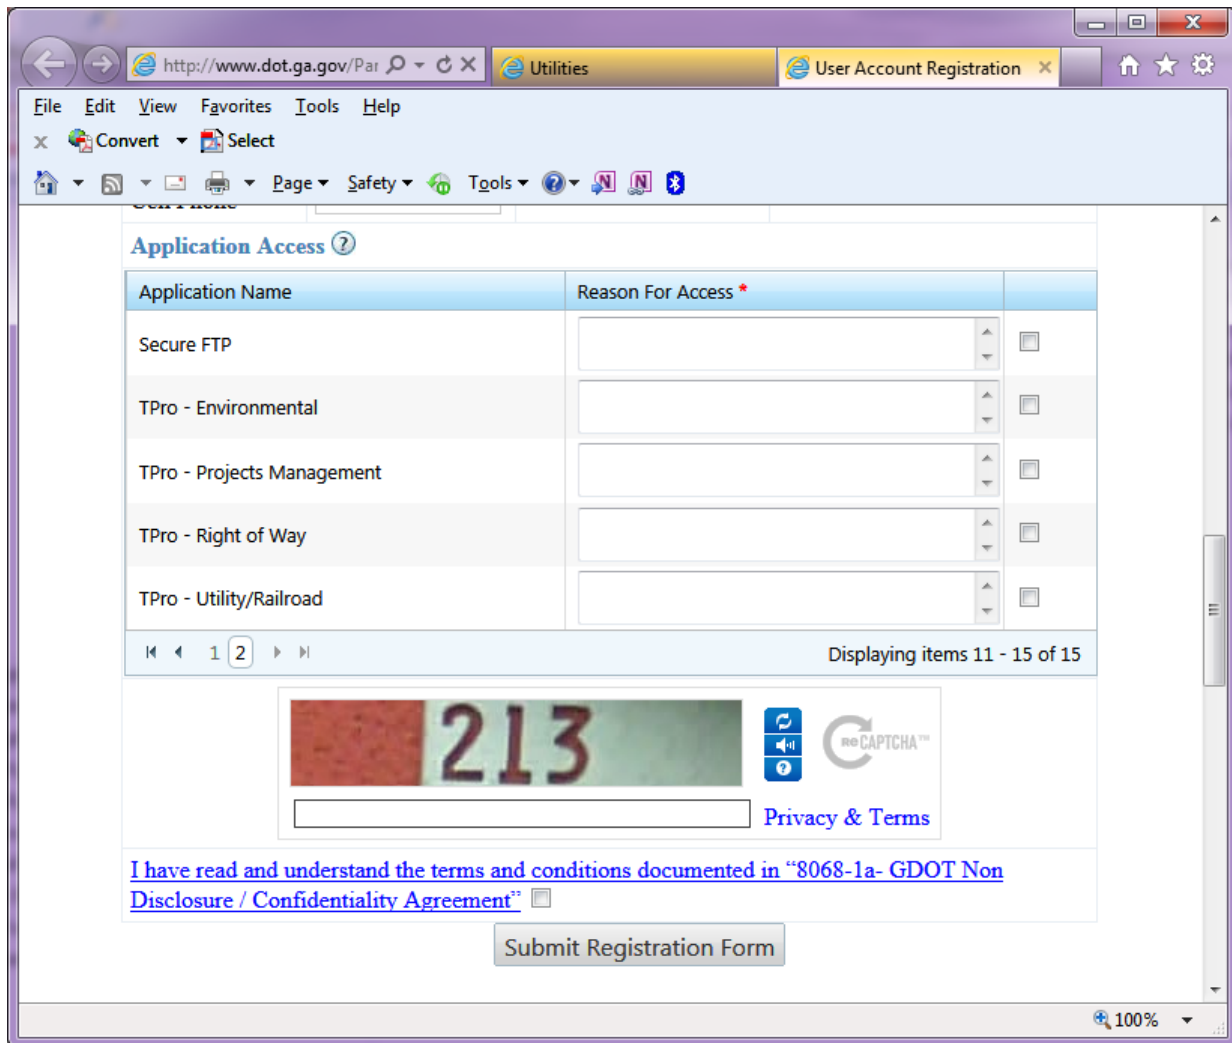 http://www.dot.ga.gov/Par
Utilities
User Account Registration
File Edit View Favorites Tools Help
Convert Select
Page Safety Tools
Application Access
Application Name Reason For Access *
Secure FTP
TPro - Environmental
TPro - Projects Management
TPro - Right of Way
TPro - Utility/Railroad
1 2 Displaying items 11 - 15 of 15
213
reCAPTCHA™
Privacy & Terms
I have read and understand the terms and conditions documented in “8068-1a- GDOT Non
Disclosure / Confidentiality Agreement”
Submit Registration Form
100%